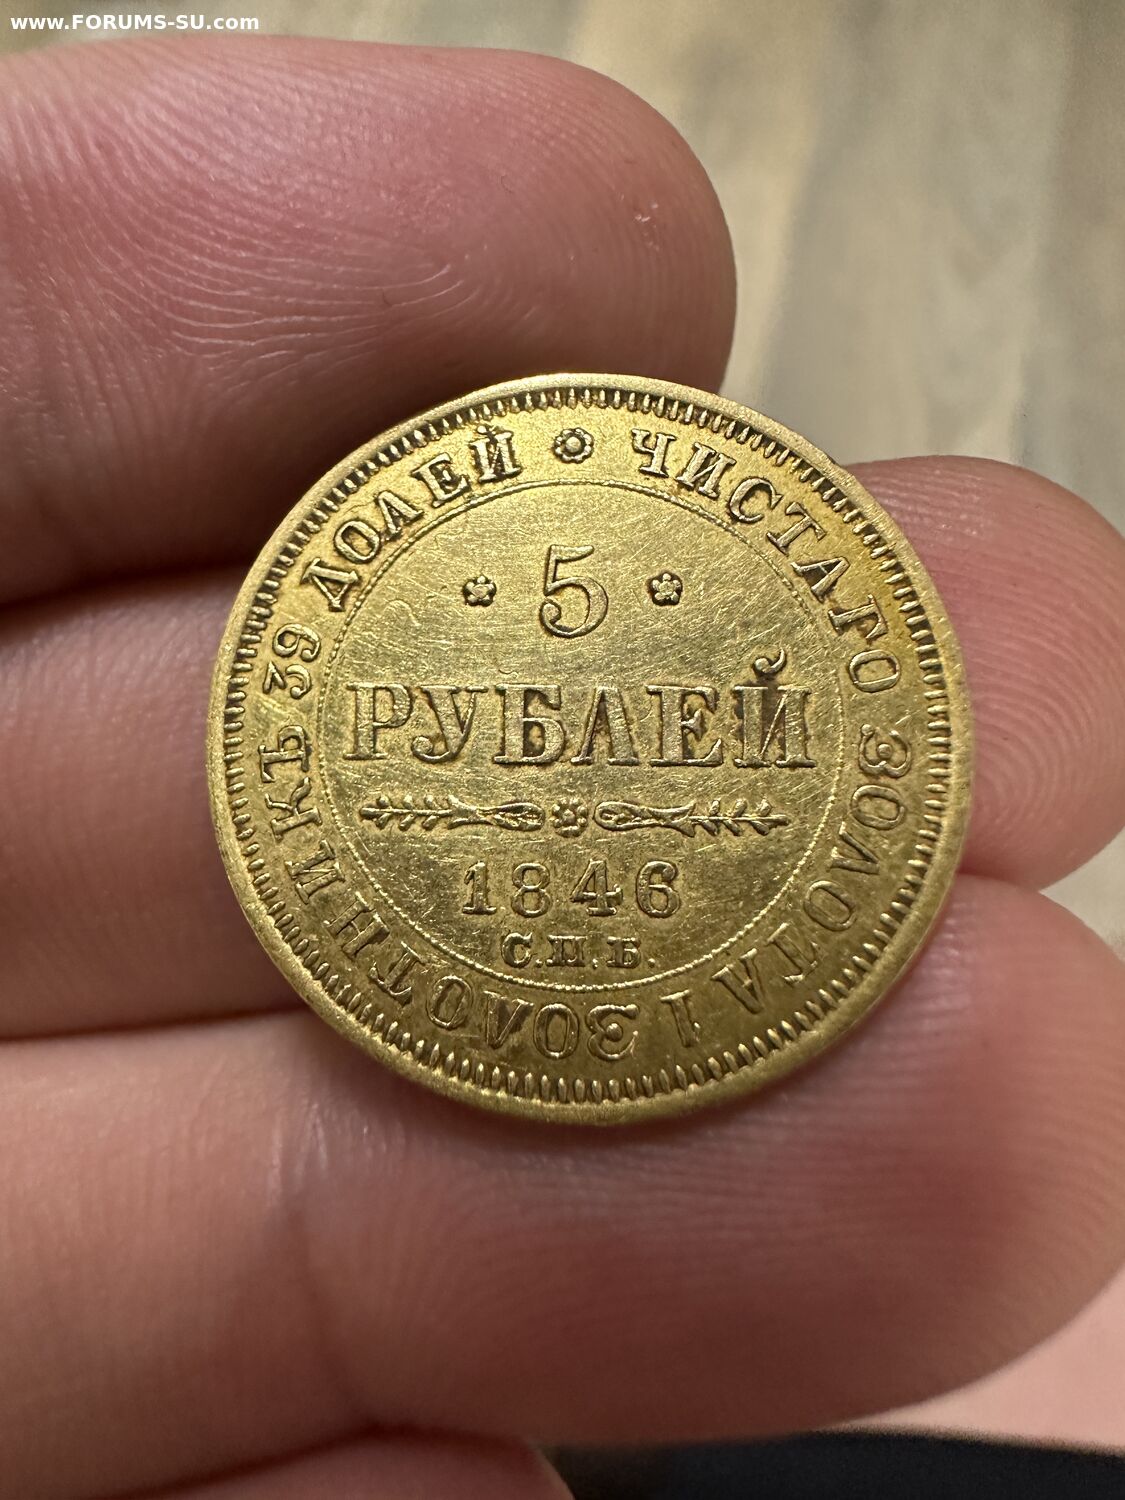 www.FORUMS-SU.com
ЧИСТАГО ЗОЛОТА 1 ЗОЛОТНИКЪ 39 ДОЛЕЙ
5
РУБЛЕЙ
1846
С.П.Б.